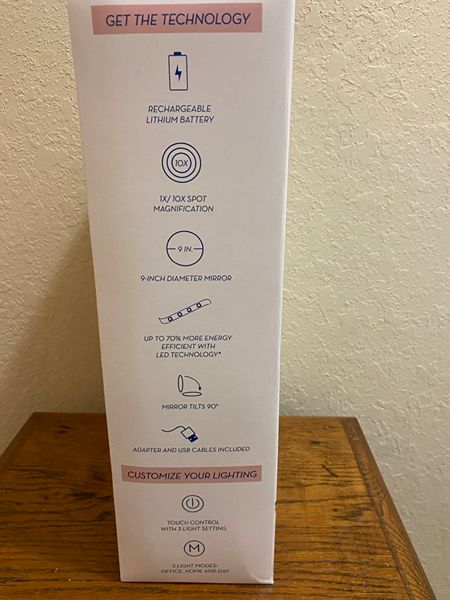 GET THE TECHNOLOGY
RECHARGEABLE
LITHIUM BATTERY
10X
1X/ 10X SPOT
MAGNIFICATION
9 IN.
9-INCH DIAMETER MIRROR
UP TO 70% MORE ENERGY
EFFICIENT WITH
LED TECHNOLOGY*
MIRROR TILTS 90°
ADAPTER AND USB CABLES INCLUDED
CUSTOMIZE YOUR LIGHTING
TOUCH CONTROL
WITH 3 LIGHT SETTING
M
3 LIGHT MODES:
OFFICE, HOME AND DAY